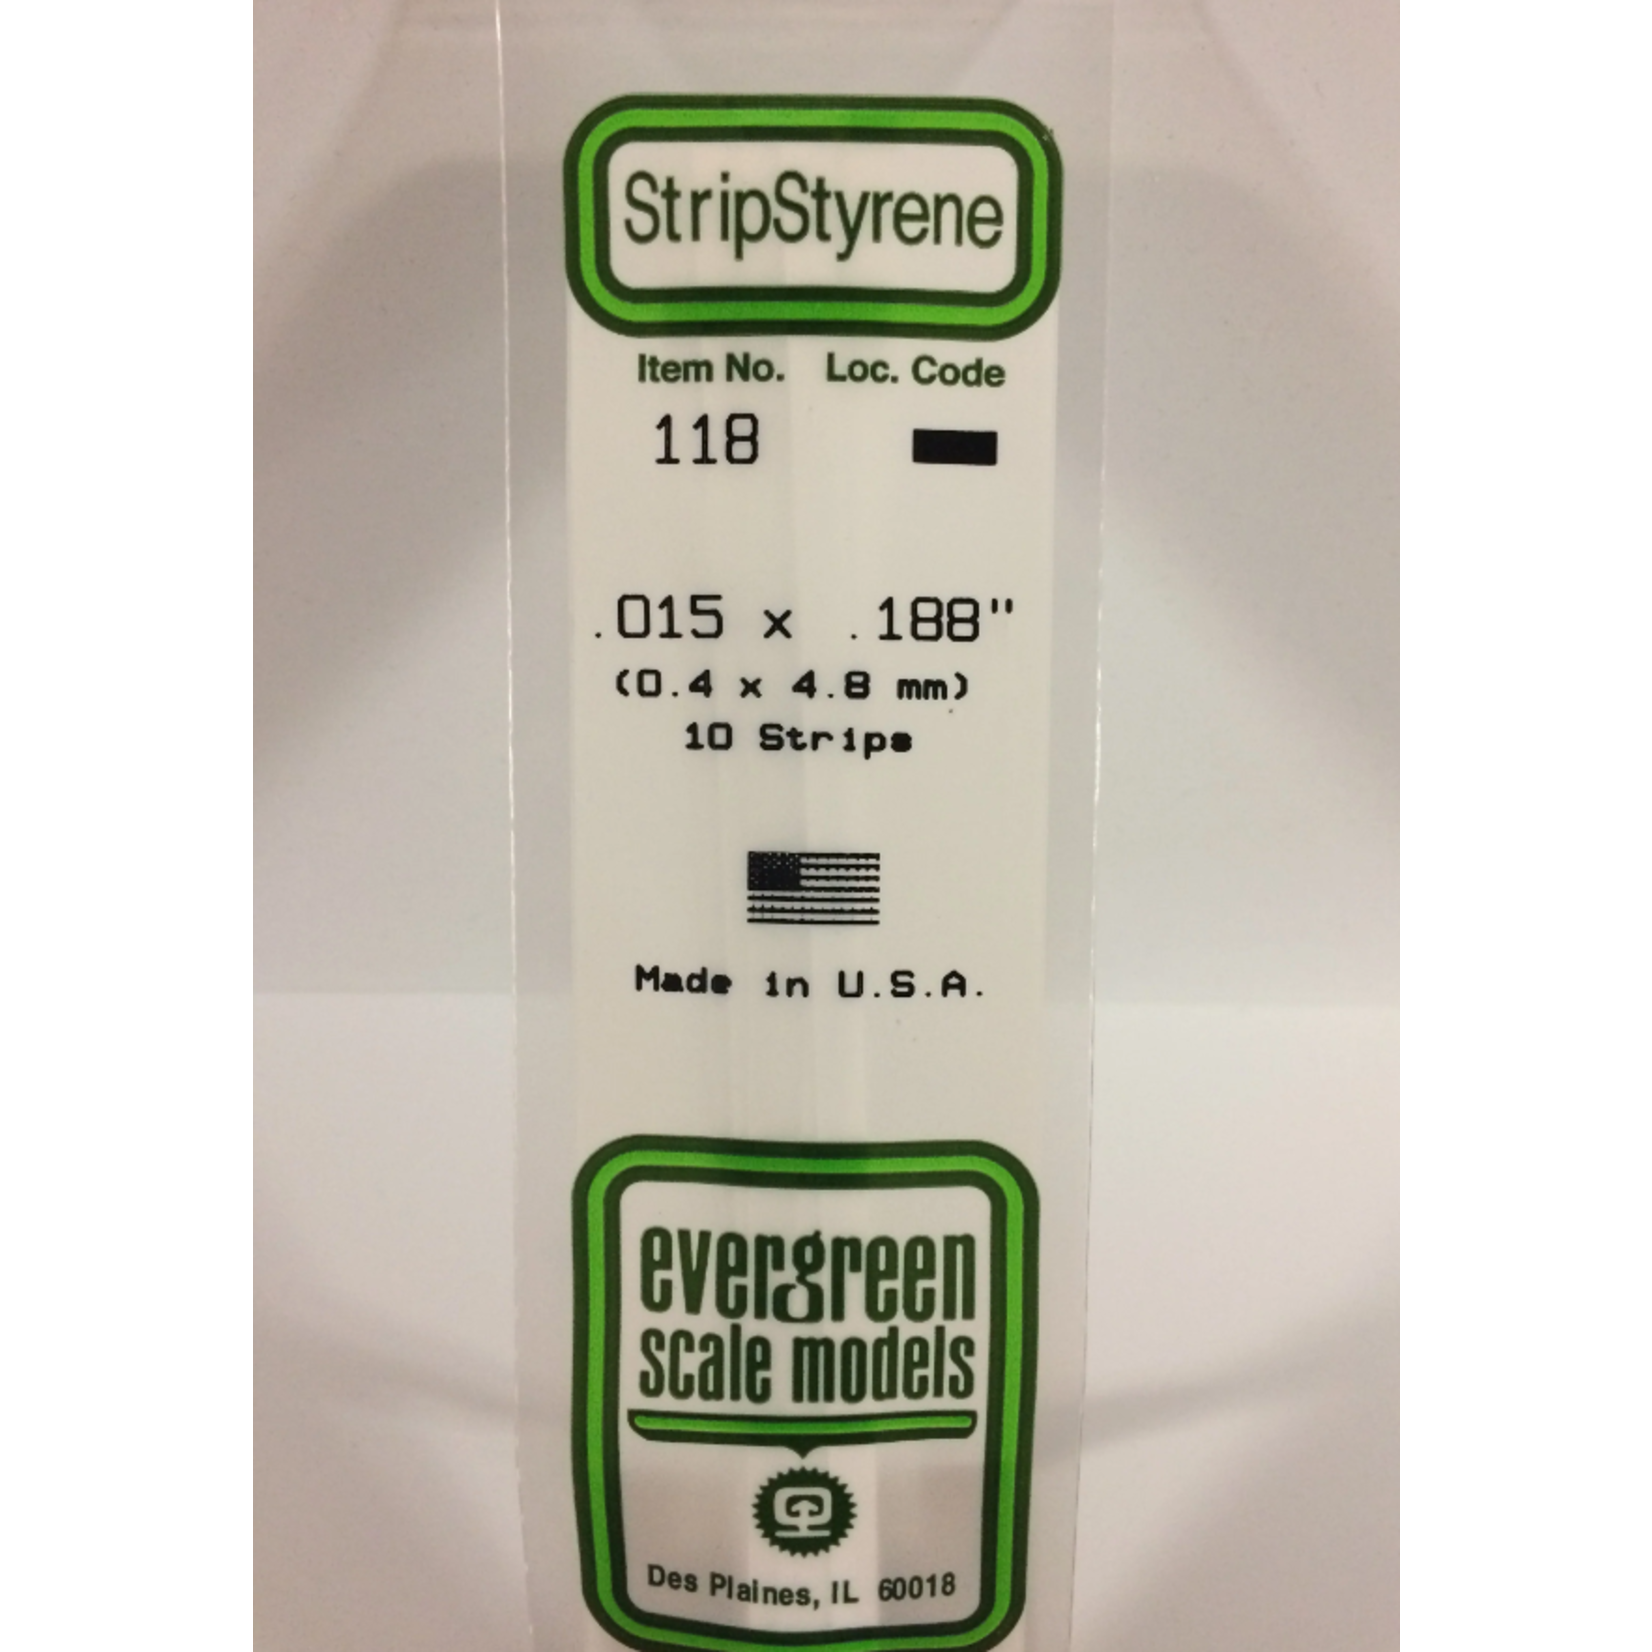 StripStyrene
Item No. Loc. Code
118
.015 x .188"
(0.4 x 4.8 mm)
10 Strips
Made in U.S.A.
evergreen
scale models
Des Plaines, IL 60018